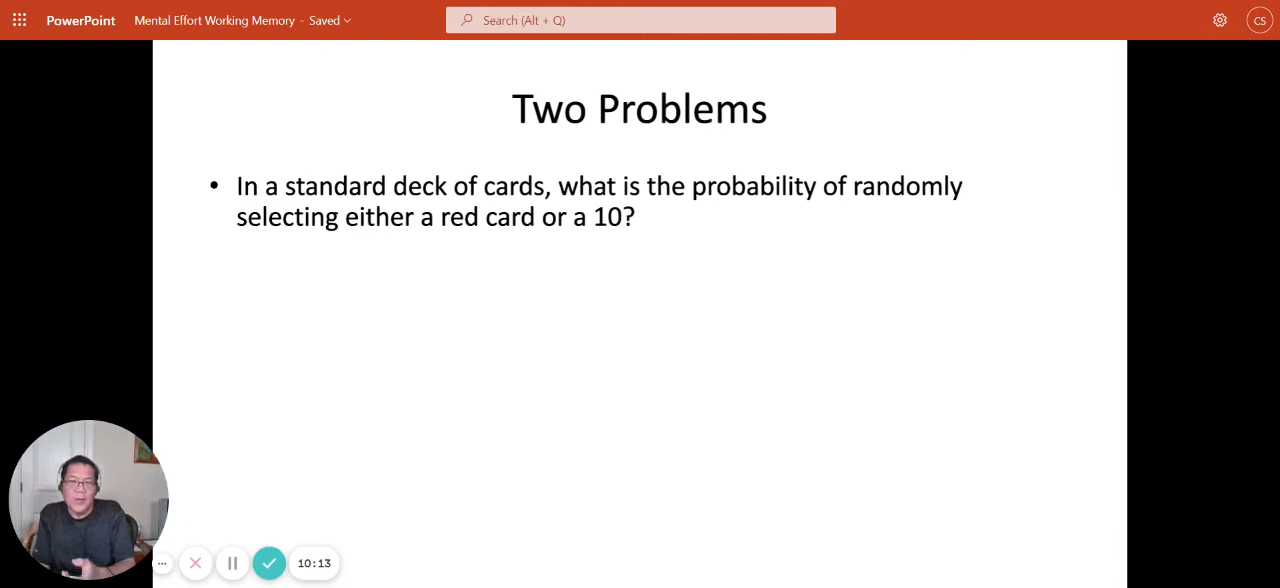 PowerPoint Mental Effort Working Memory - Saved Search (Alt + Q) CS
Two Problems
• In a standard deck of cards, what is the probability of randomly
selecting either a red card or a 10?
10:13